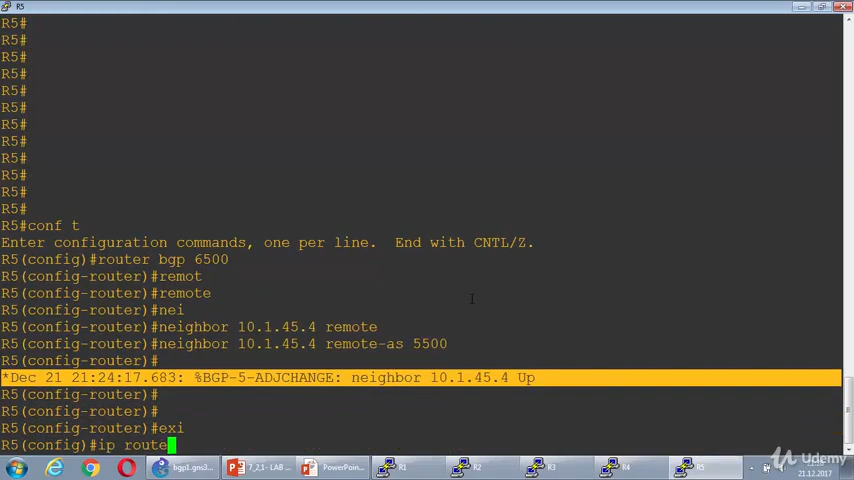 R5
R5#
R5#
R5#
R5#
R5#
R5#
R5#
R5#
R5#
R5#
R5#
R5#
R5#conf t
Enter configuration commands, one per line.  End with CNTL/Z.
R5(config)#router bgp 6500
R5(config-router)#remot
R5(config-router)#remote
R5(config-router)#nei
R5(config-router)#neighbor 10.1.45.4 remote
R5(config-router)#neighbor 10.1.45.4 remote-as 5500
R5(config-router)#
*Dec 21 21:24:17.683: %BGP-5-ADJCHANGE: neighbor 10.1.45.4 Up
R5(config-router)#
R5(config-router)#
R5(config-router)#exi
R5(config)#ip route
bgp1.gns3... 7_2,1- LAB ... PowerPoin... R1 R2 R3 R4 R5
21.12.2017
Udemy